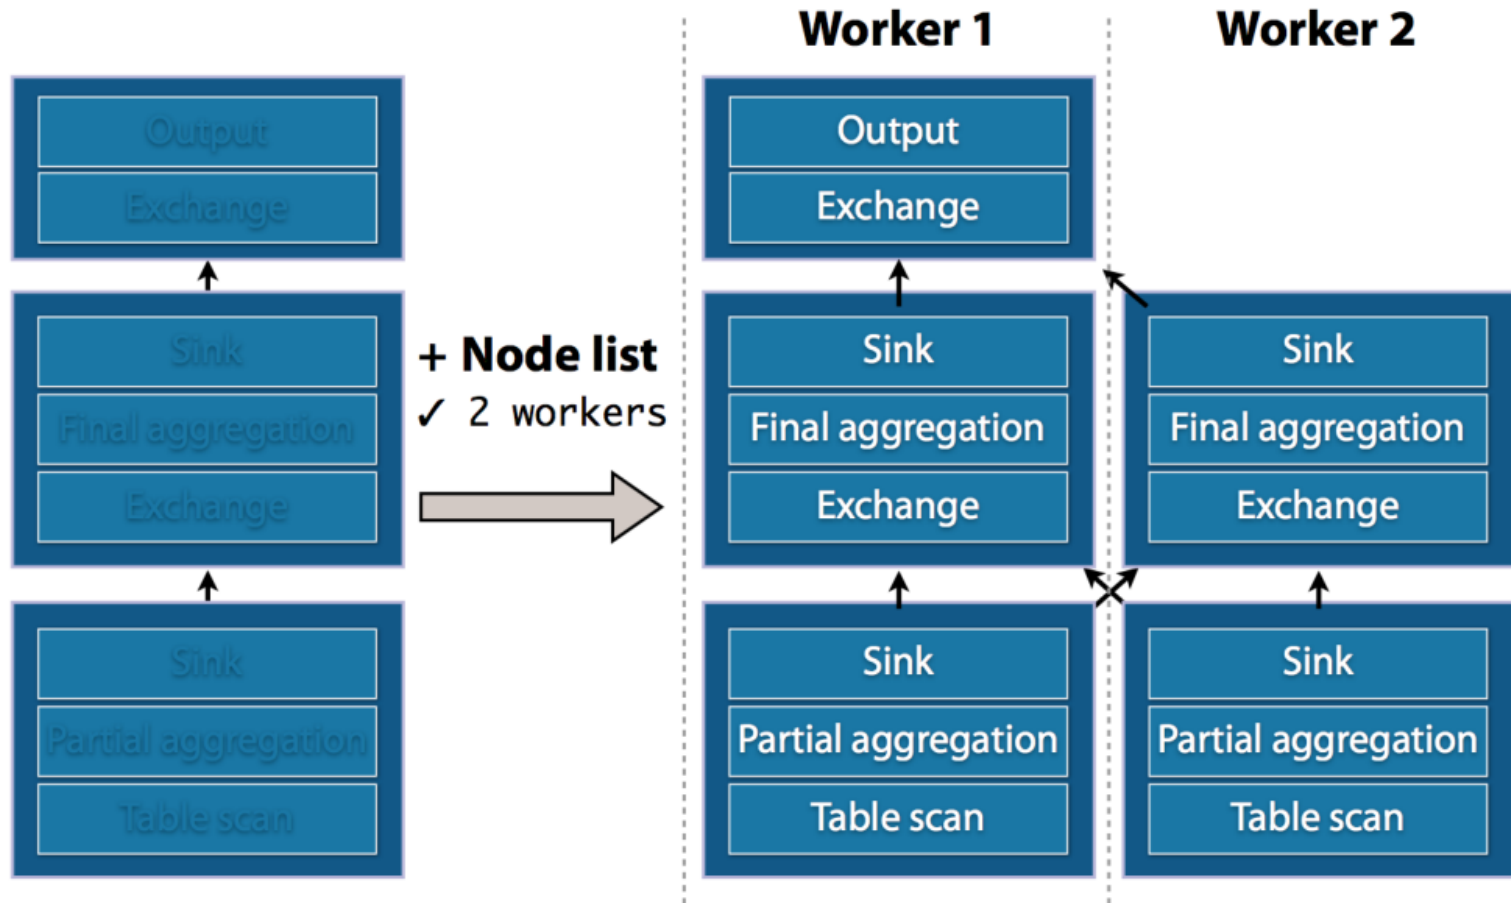 Worker 1
Worker 2
Output
Exchange
Sink
Final aggregation
Exchange
Sink
Partial aggregation
Table scan
+ Node list
✓ 2 workers
Output
Exchange
Sink
Final aggregation
Exchange
Sink
Partial aggregation
Table scan
Sink
Final aggregation
Exchange
Sink
Partial aggregation
Table scan